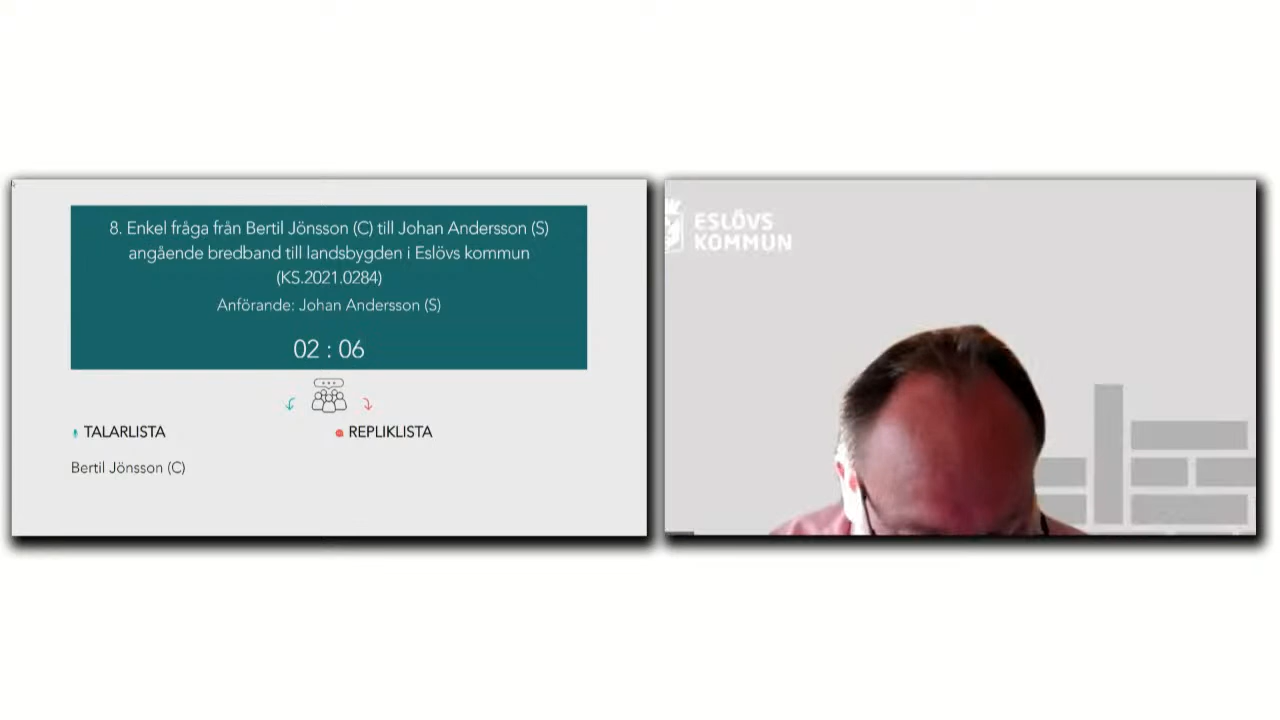 8. Enkel fråga från Bertil Jönsson (C) till Johan Andersson (S)
angående bredband till landsbygden i Eslövs kommun
(KS.2021.0284)
Anförande: Johan Andersson (S)
02 : 06
TALARLISTA
REPLIKLISTA
Bertil Jönsson (C)
ESLÖVS
KOMMUN